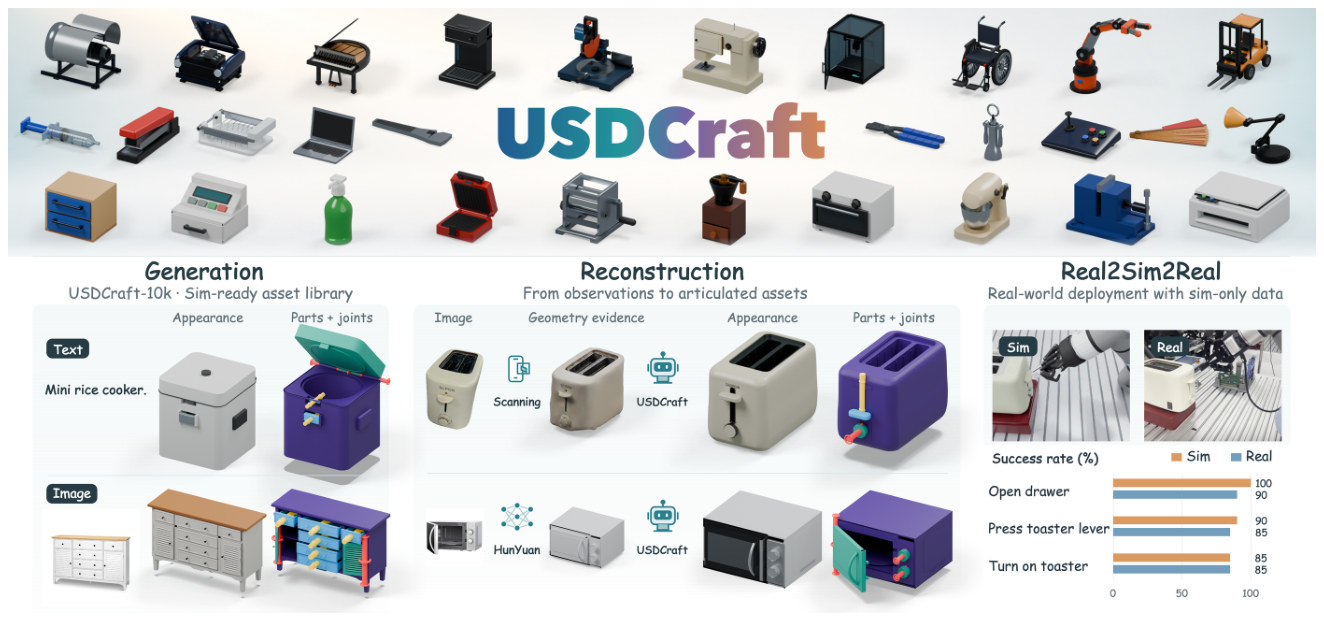 USDCraft
Generation
USDCraft-10k · Sim-ready asset library
Appearance
Parts + joints
Text
Mini rice cooker.
Image
Reconstruction
From observations to articulated assets
Image
Geometry evidence
Appearance
Parts + joints
Scanning
USDCraft
HunYuan
USDCraft
Real2Sim2Real
Real-world deployment with sim-only data
Sim
Real
Success rate (%)
Sim
Real
Open drawer
100
90
Press toaster lever
90
85
Turn on toaster
85
85
0
50
100